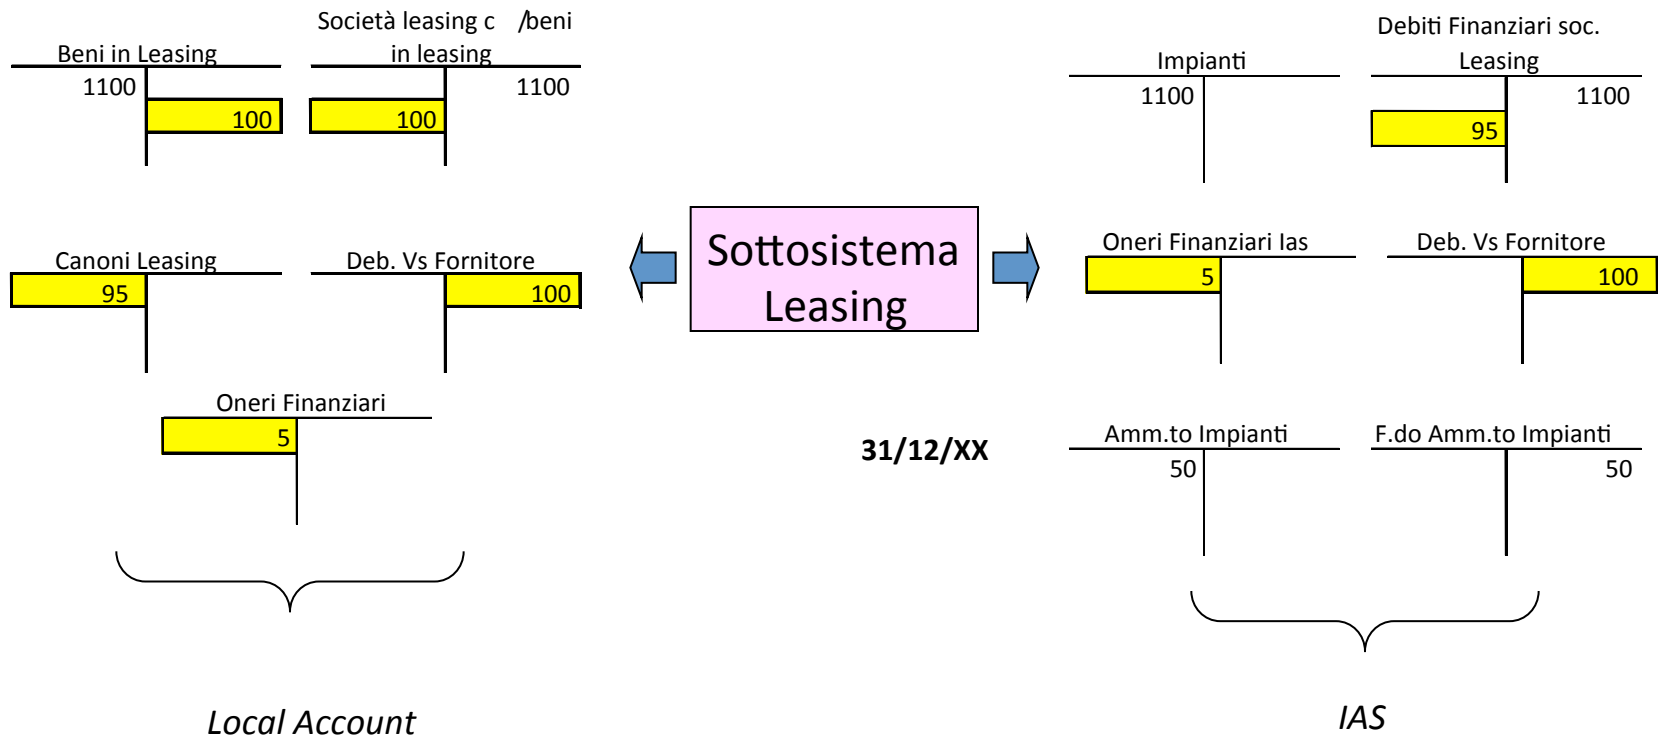 Società leasing c /beni
in leasing
Beni in Leasing
1100
1100
100
100
Canoni Leasing
Deb. Vs Fornitore
95
100
Oneri Finanziari
5
Local Account
Sottosistema
Leasing
31/12/XX
Debiti Finanziari soc.
Leasing
Impianti
1100
1100
95
Oneri Finanziari Ias
Deb. Vs Fornitore
5
100
Amm.to Impianti
F.do Amm.to Impianti
50
50
IAS